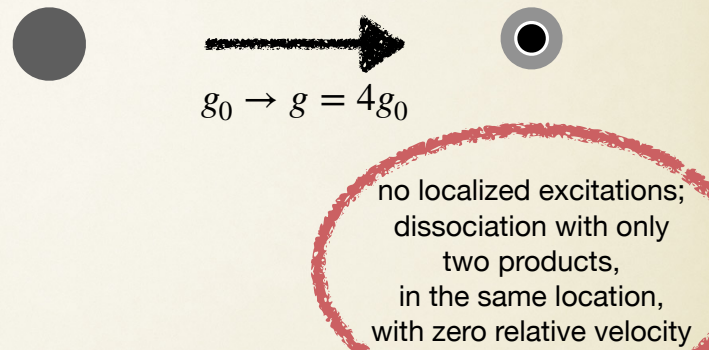 g₀ → g = 4g₀
no localized excitations;
dissociation with only
two products,
in the same location,
with zero relative velocity